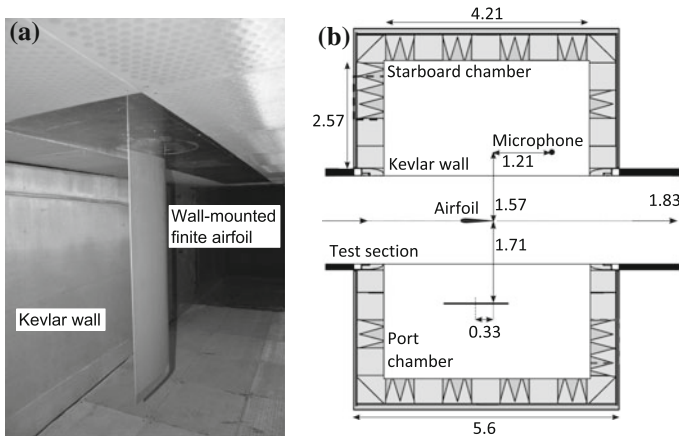 (a)
Wall-mounted
finite airfoil
Kevlar wall
(b)
4.21
Starboard chamber
2.57
Microphone
1.21
Kevlar wall
1.57
Airfoil
1.83
1.71
Test section
0.33
Port
chamber
5.6